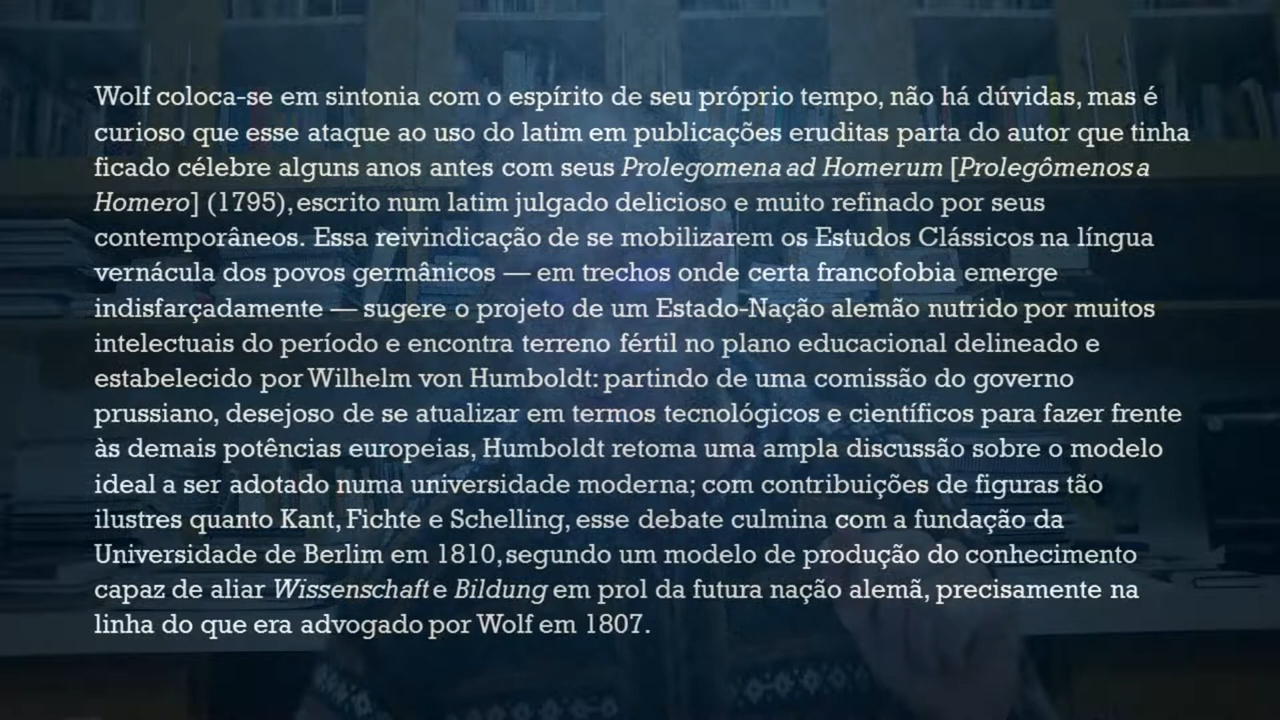 Wolf coloca-se em sintonia com o espírito de seu próprio tempo, não há dúvidas, mas é
curioso que esse ataque ao uso do latim em publicações eruditas parta do autor que tinha
ficado célebre alguns anos antes com seus Prolegomena ad Homerum [Prolegômenos a
Homero] (1795), escrito num latim julgado delicioso e muito refinado por seus
contemporâneos. Essa reivindicação de se mobilizarem os Estudos Clássicos na língua
vernácula dos povos germânicos — em trechos onde certa francofobia emerge
indisfarçadamente — sugere o projeto de um Estado-Nação alemão nutrido por muitos
intelectuais do período e encontra terreno fértil no plano educacional delineado e
estabelecido por Wilhelm von Humboldt: partindo de uma comissão do governo
prussiano, desejoso de se atualizar em termos tecnológicos e científicos para fazer frente
às demais potências europeias, Humboldt retoma uma ampla discussão sobre o modelo
ideal a ser adotado numa universidade moderna; com contribuições de figuras tão
ilustres quanto Kant, Fichte e Schelling, esse debate culmina com a fundação da
Universidade de Berlim em 1810, segundo um modelo de produção do conhecimento
capaz de aliar Wissenschaft e Bildung em prol da futura nação alemã, precisamente na
linha do que era advogado por Wolf em 1807.